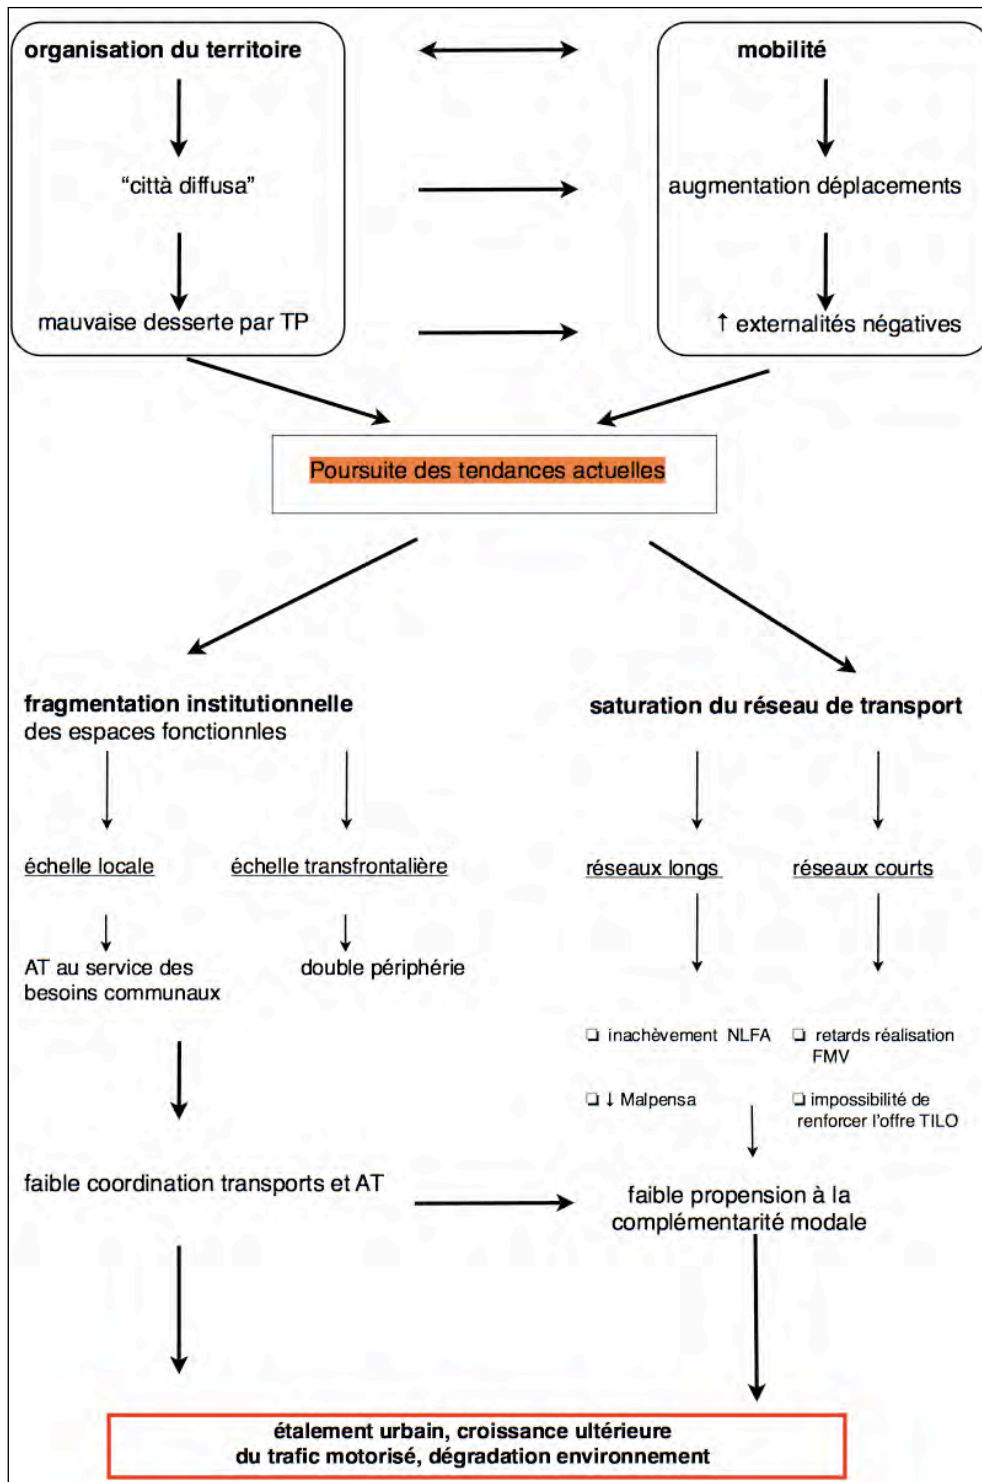 organisation du territoire
mobilité
“città diffusa”
augmentation déplacements
mauvaise desserte par TP
↑ externalités négatives
Poursuite des tendances actuelles
fragmentation institutionnelle
des espaces fonctionnles
saturation du réseau de transport
échelle locale
échelle transfrontalière
réseaux longs
réseaux courts
AT au service des
besoins communaux
double périphérie
❏ inachèvement NLFA
❏ retards réalisation
FMV
❏ ↓ Malpensa
❏ impossibilité de
renforcer l’offre TILO
faible coordination transports et AT
faible propension à la
complémentarité modale
étalement urbain, croissance ultérieure
du trafic motorisé, dégradation environnement